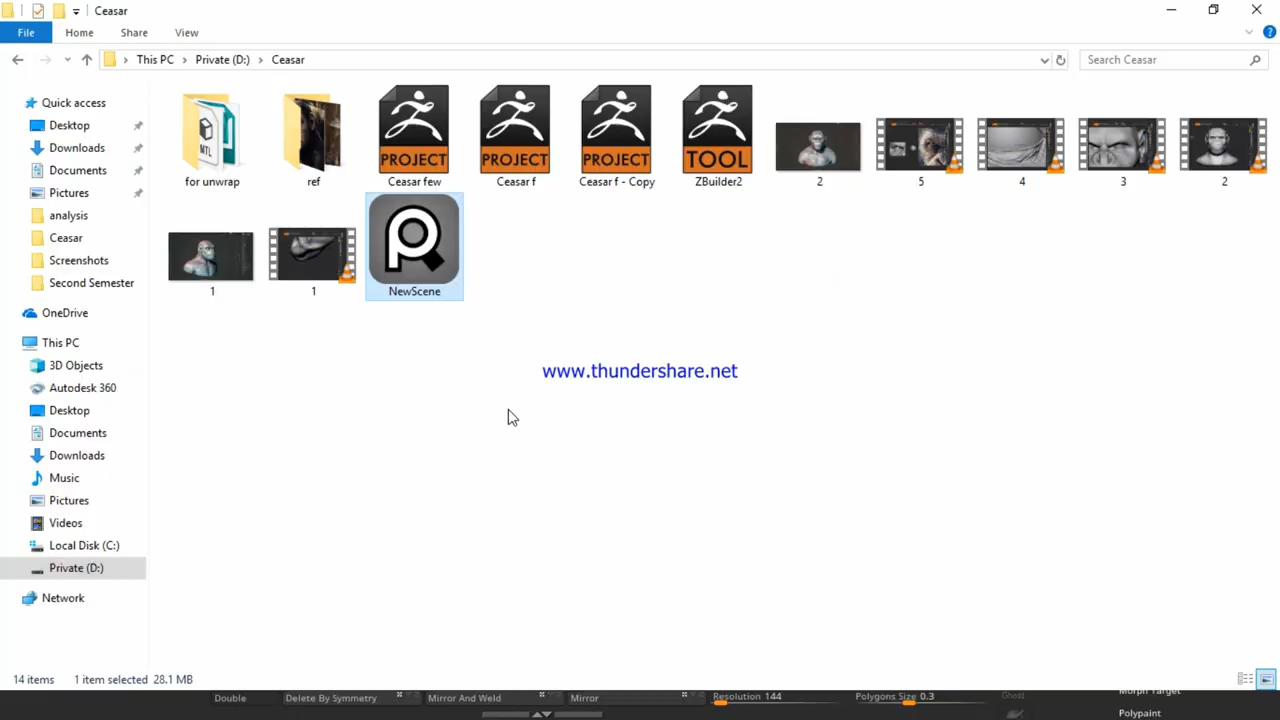 Ceasar
File
Home
Share
View
This PC
Private (D:)
Ceasar
Search Ceasar
Quick access
Desktop
Downloads
Documents
Pictures
analysis
Ceasar
Screenshots
Second Semester
OneDrive
This PC
3D Objects
Autodesk 360
Desktop
Documents
Downloads
Music
Pictures
Videos
Local Disk (C:)
Private (D:)
Network
MTL
PROJECT
PROJECT
PROJECT
TOOL
for unwrap
ref
Ceasar few
Ceasar f
Ceasar f - Copy
ZBuilder2
2
5
4
3
2
1
1
NewScene
www.thundershare.net
14 items
1 item selected
28.1 MB
Double
Delete By Symmetry
Mirror And Weld
Mirror
Resolution 144
Polygons Size 0.3
Ghost
Morph Target
Polypaint